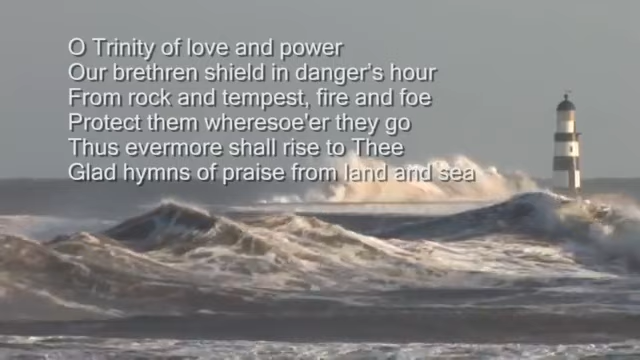 O Trinity of love and power
Our brethren shield in danger's hour
From rock and tempest, fire and foe
Protect them wheresoe'er they go
Thus evermore shall rise to Thee
Glad hymns of praise from land and sea